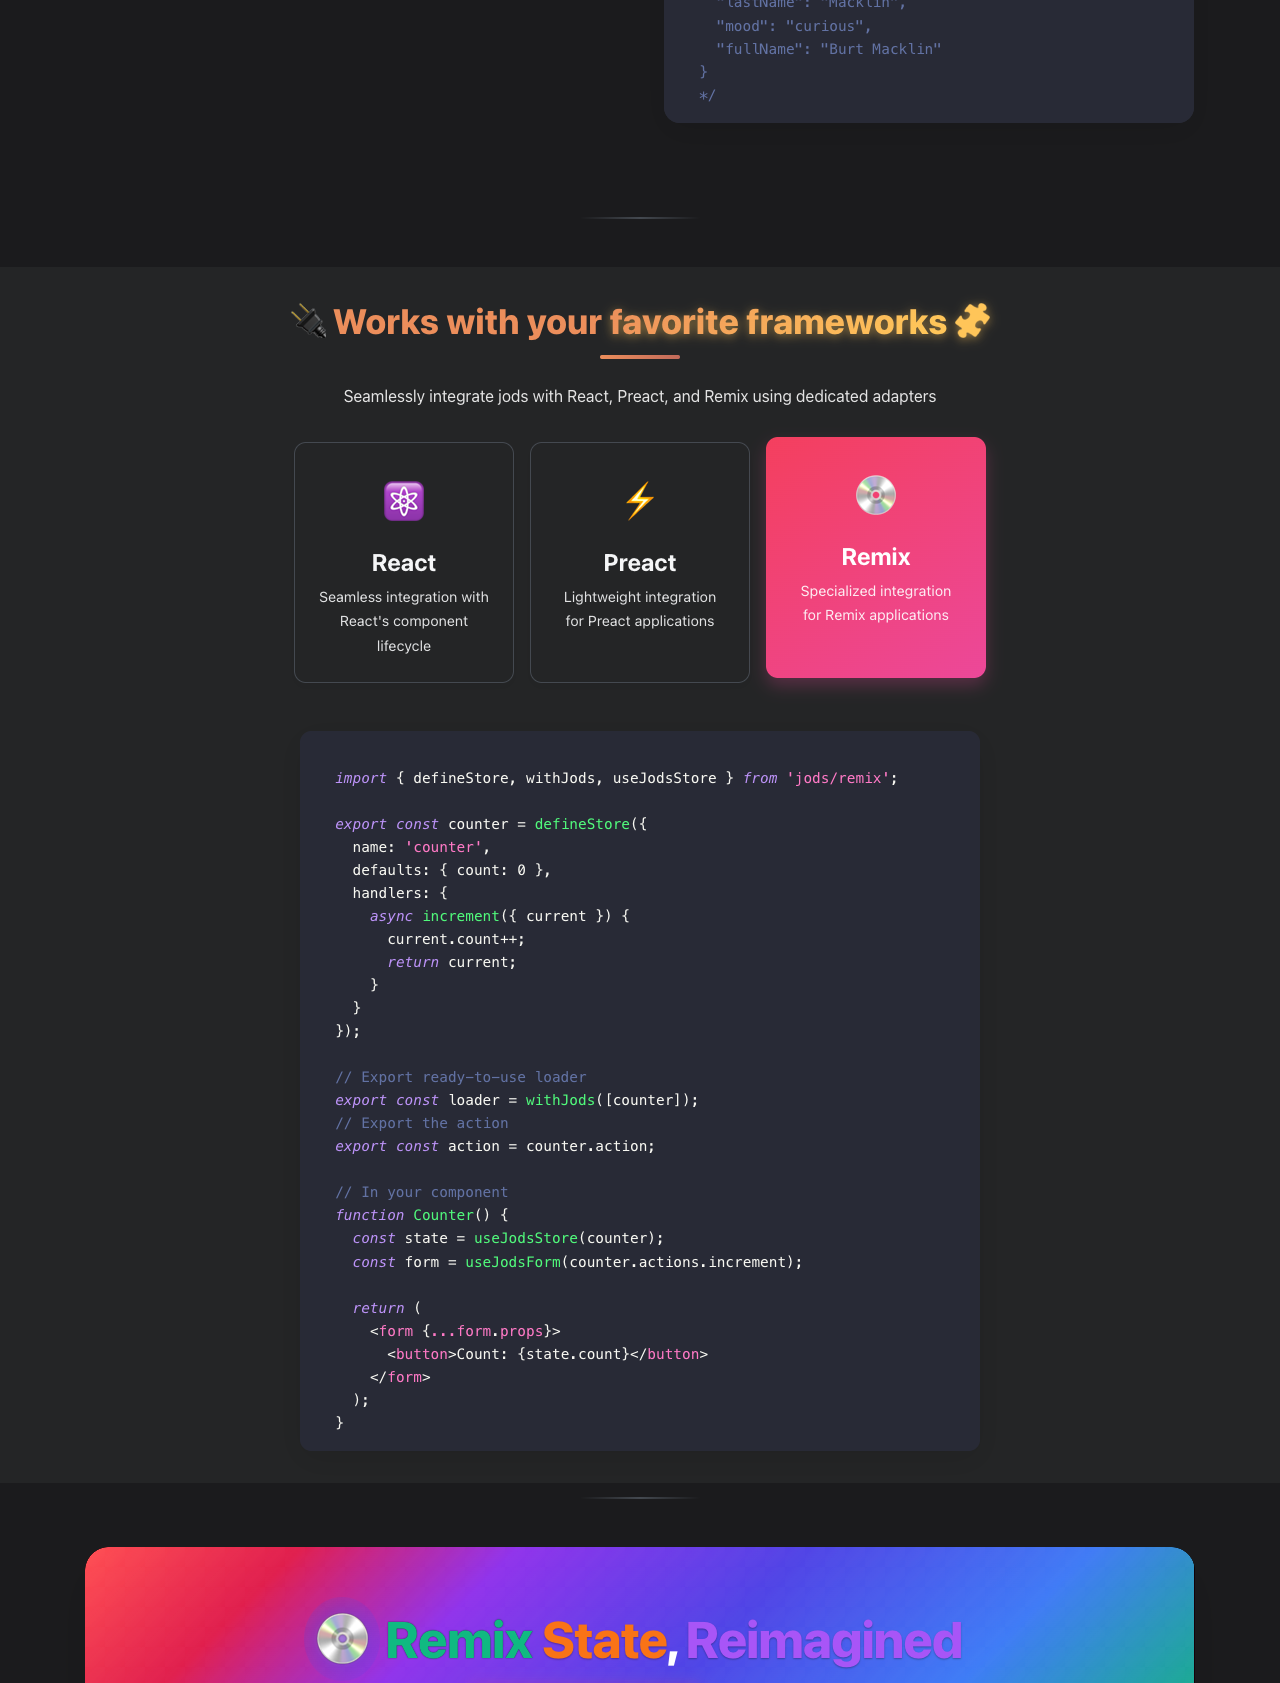 "lastName": "Macklin",
"mood": "curious",
"fullName": "Burt Macklin"
}
*/
Works with your favorite frameworks
Seamlessly integrate jods with React, Preact, and Remix using dedicated adapters
React
Seamless integration with
React's component
lifecycle
Preact
Lightweight integration
for Preact applications
Remix
Specialized integration
for Remix applications
import { defineStore, withJods, useJodsStore } from 'jods/remix';
export const counter = defineStore({
  name: 'counter',
  defaults: { count: 0 },
  handlers: {
    async increment({ current }) {
      current.count++;
      return current;
    }
  }
});
// Export ready-to-use loader
export const loader = withJods([counter]);
// Export the action
export const action = counter.action;
// In your component
function Counter() {
  const state = useJodsStore(counter);
  const form = useJodsForm(counter.actions.increment);
  return (
    <form {...form.props}>
      <button>Count: {state.count}</button>
    </form>
  );
}
Remix State, Reimagined